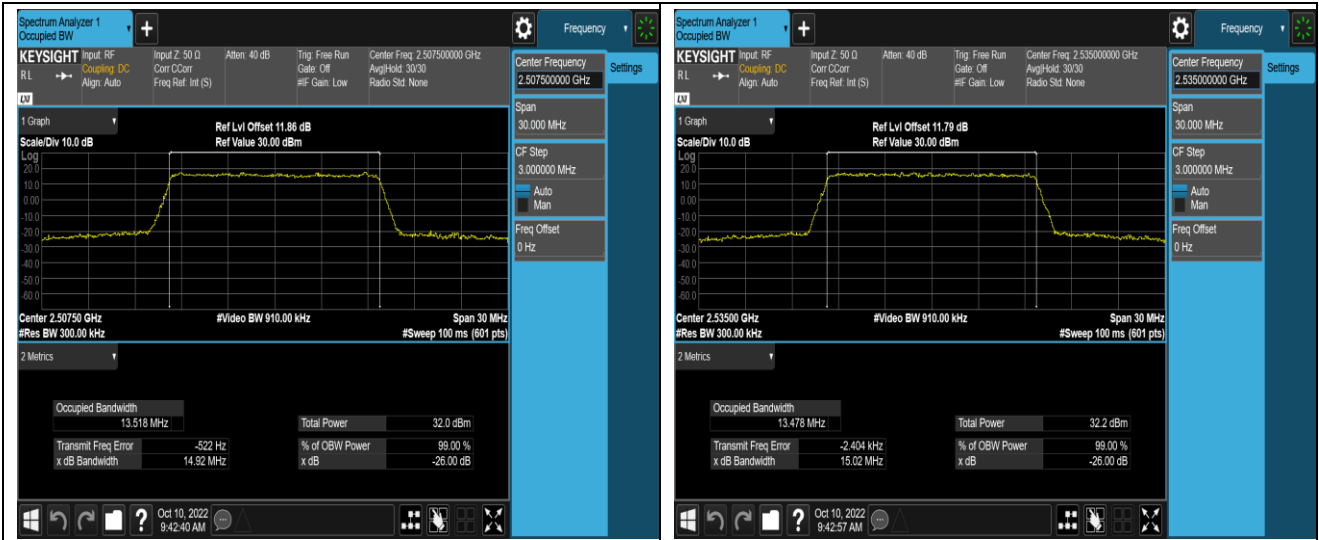 Spectrum Analyzer 1
Occupied BW
+
Frequency
KEYSIGHT Input: RF Input Z: 50 Ω Atten: 40 dB Trig: Free Run Center Freq: 2.507500000 GHz
Coupling: DC Corr CCorr Gate: Off Avg|Hold: 30/30
RL Align: Auto Freq Ref: Int (S) #IF Gain: Low Radio Std: None
LXI
Center Frequency
2.507500000 GHz
Settings
Span
30.000 MHz
CF Step
3.000000 MHz
Auto
Man
Freq Offset
0 Hz
1 Graph
Ref Lvl Offset 11.86 dB
Scale/Div 10.0 dB Ref Value 30.00 dBm
Log
20.0
10.0
0.00
-10.0
-20.0
-30.0
-40.0
-50.0
-60.0
Center 2.50750 GHz #Video BW 910.00 kHz Span 30 MHz
#Res BW 300.00 kHz #Sweep 100 ms (601 pts)
2 Metrics
Occupied Bandwidth
13.518 MHz Total Power 32.0 dBm
Transmit Freq Error -522 Hz % of OBW Power 99.00 %
x dB Bandwidth 14.92 MHz x dB -26.00 dB
? Oct 10, 2022
9:42:40 AM
Spectrum Analyzer 1
Occupied BW
+
Frequency
KEYSIGHT Input: RF Input Z: 50 Ω Atten: 40 dB Trig: Free Run Center Freq: 2.535000000 GHz
Coupling: DC Corr CCorr Gate: Off Avg|Hold: 30/30
RL Align: Auto Freq Ref: Int (S) #IF Gain: Low Radio Std: None
LXI
Center Frequency
2.535000000 GHz
Settings
Span
30.000 MHz
CF Step
3.000000 MHz
Auto
Man
Freq Offset
0 Hz
1 Graph
Ref Lvl Offset 11.79 dB
Scale/Div 10.0 dB Ref Value 30.00 dBm
Log
20.0
10.0
0.00
-10.0
-20.0
-30.0
-40.0
-50.0
-60.0
Center 2.53500 GHz #Video BW 910.00 kHz Span 30 MHz
#Res BW 300.00 kHz #Sweep 100 ms (601 pts)
2 Metrics
Occupied Bandwidth
13.478 MHz Total Power 32.2 dBm
Transmit Freq Error -2.404 kHz % of OBW Power 99.00 %
x dB Bandwidth 15.02 MHz x dB -26.00 dB
? Oct 10, 2022
9:42:57 AM